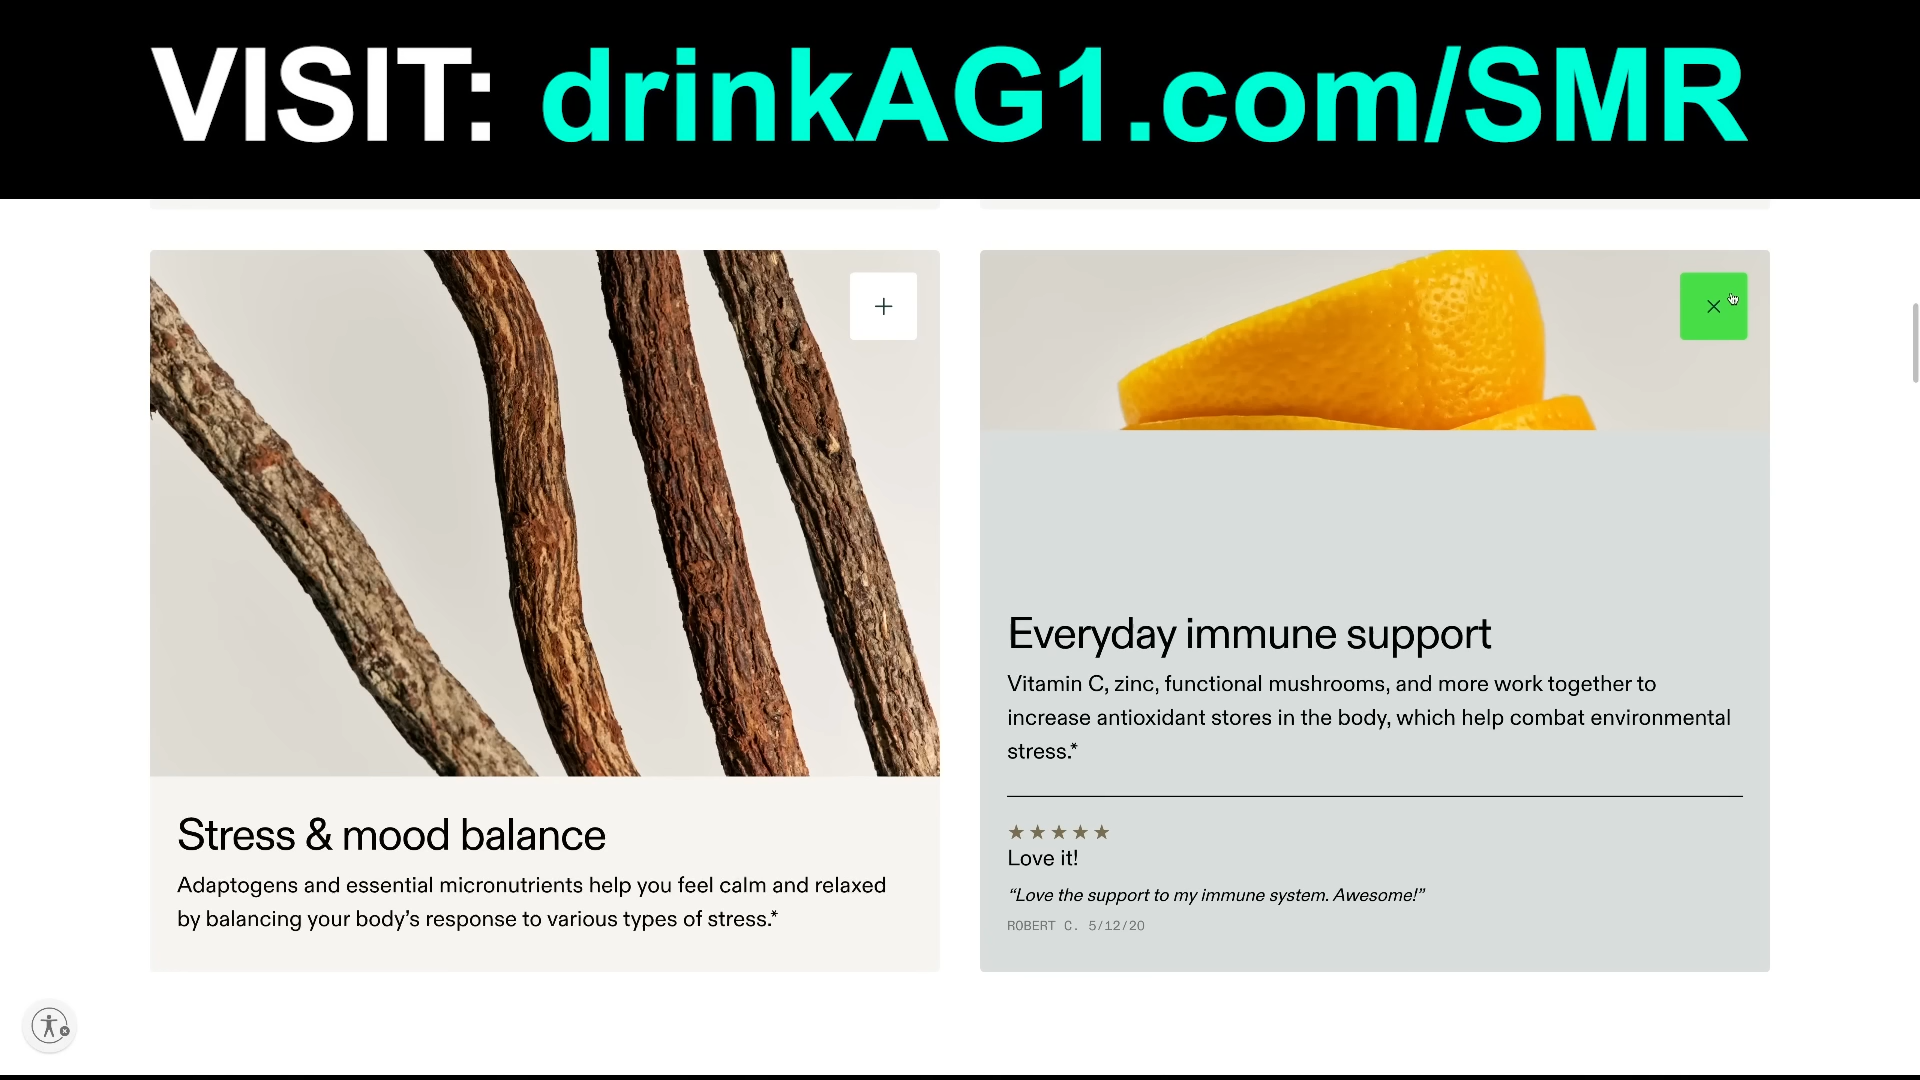 VISIT: drinkAG1.com/SMR
Stress & mood balance
Adaptogens and essential micronutrients help you feel calm and relaxed
by balancing your body’s response to various types of stress.*
Everyday immune support
Vitamin C, zinc, functional mushrooms, and more work together to
increase antioxidant stores in the body, which help combat environmental
stress.*
★★★★★
Love it!
“Love the support to my immune system. Awesome!”
ROBERT C. 5/12/20